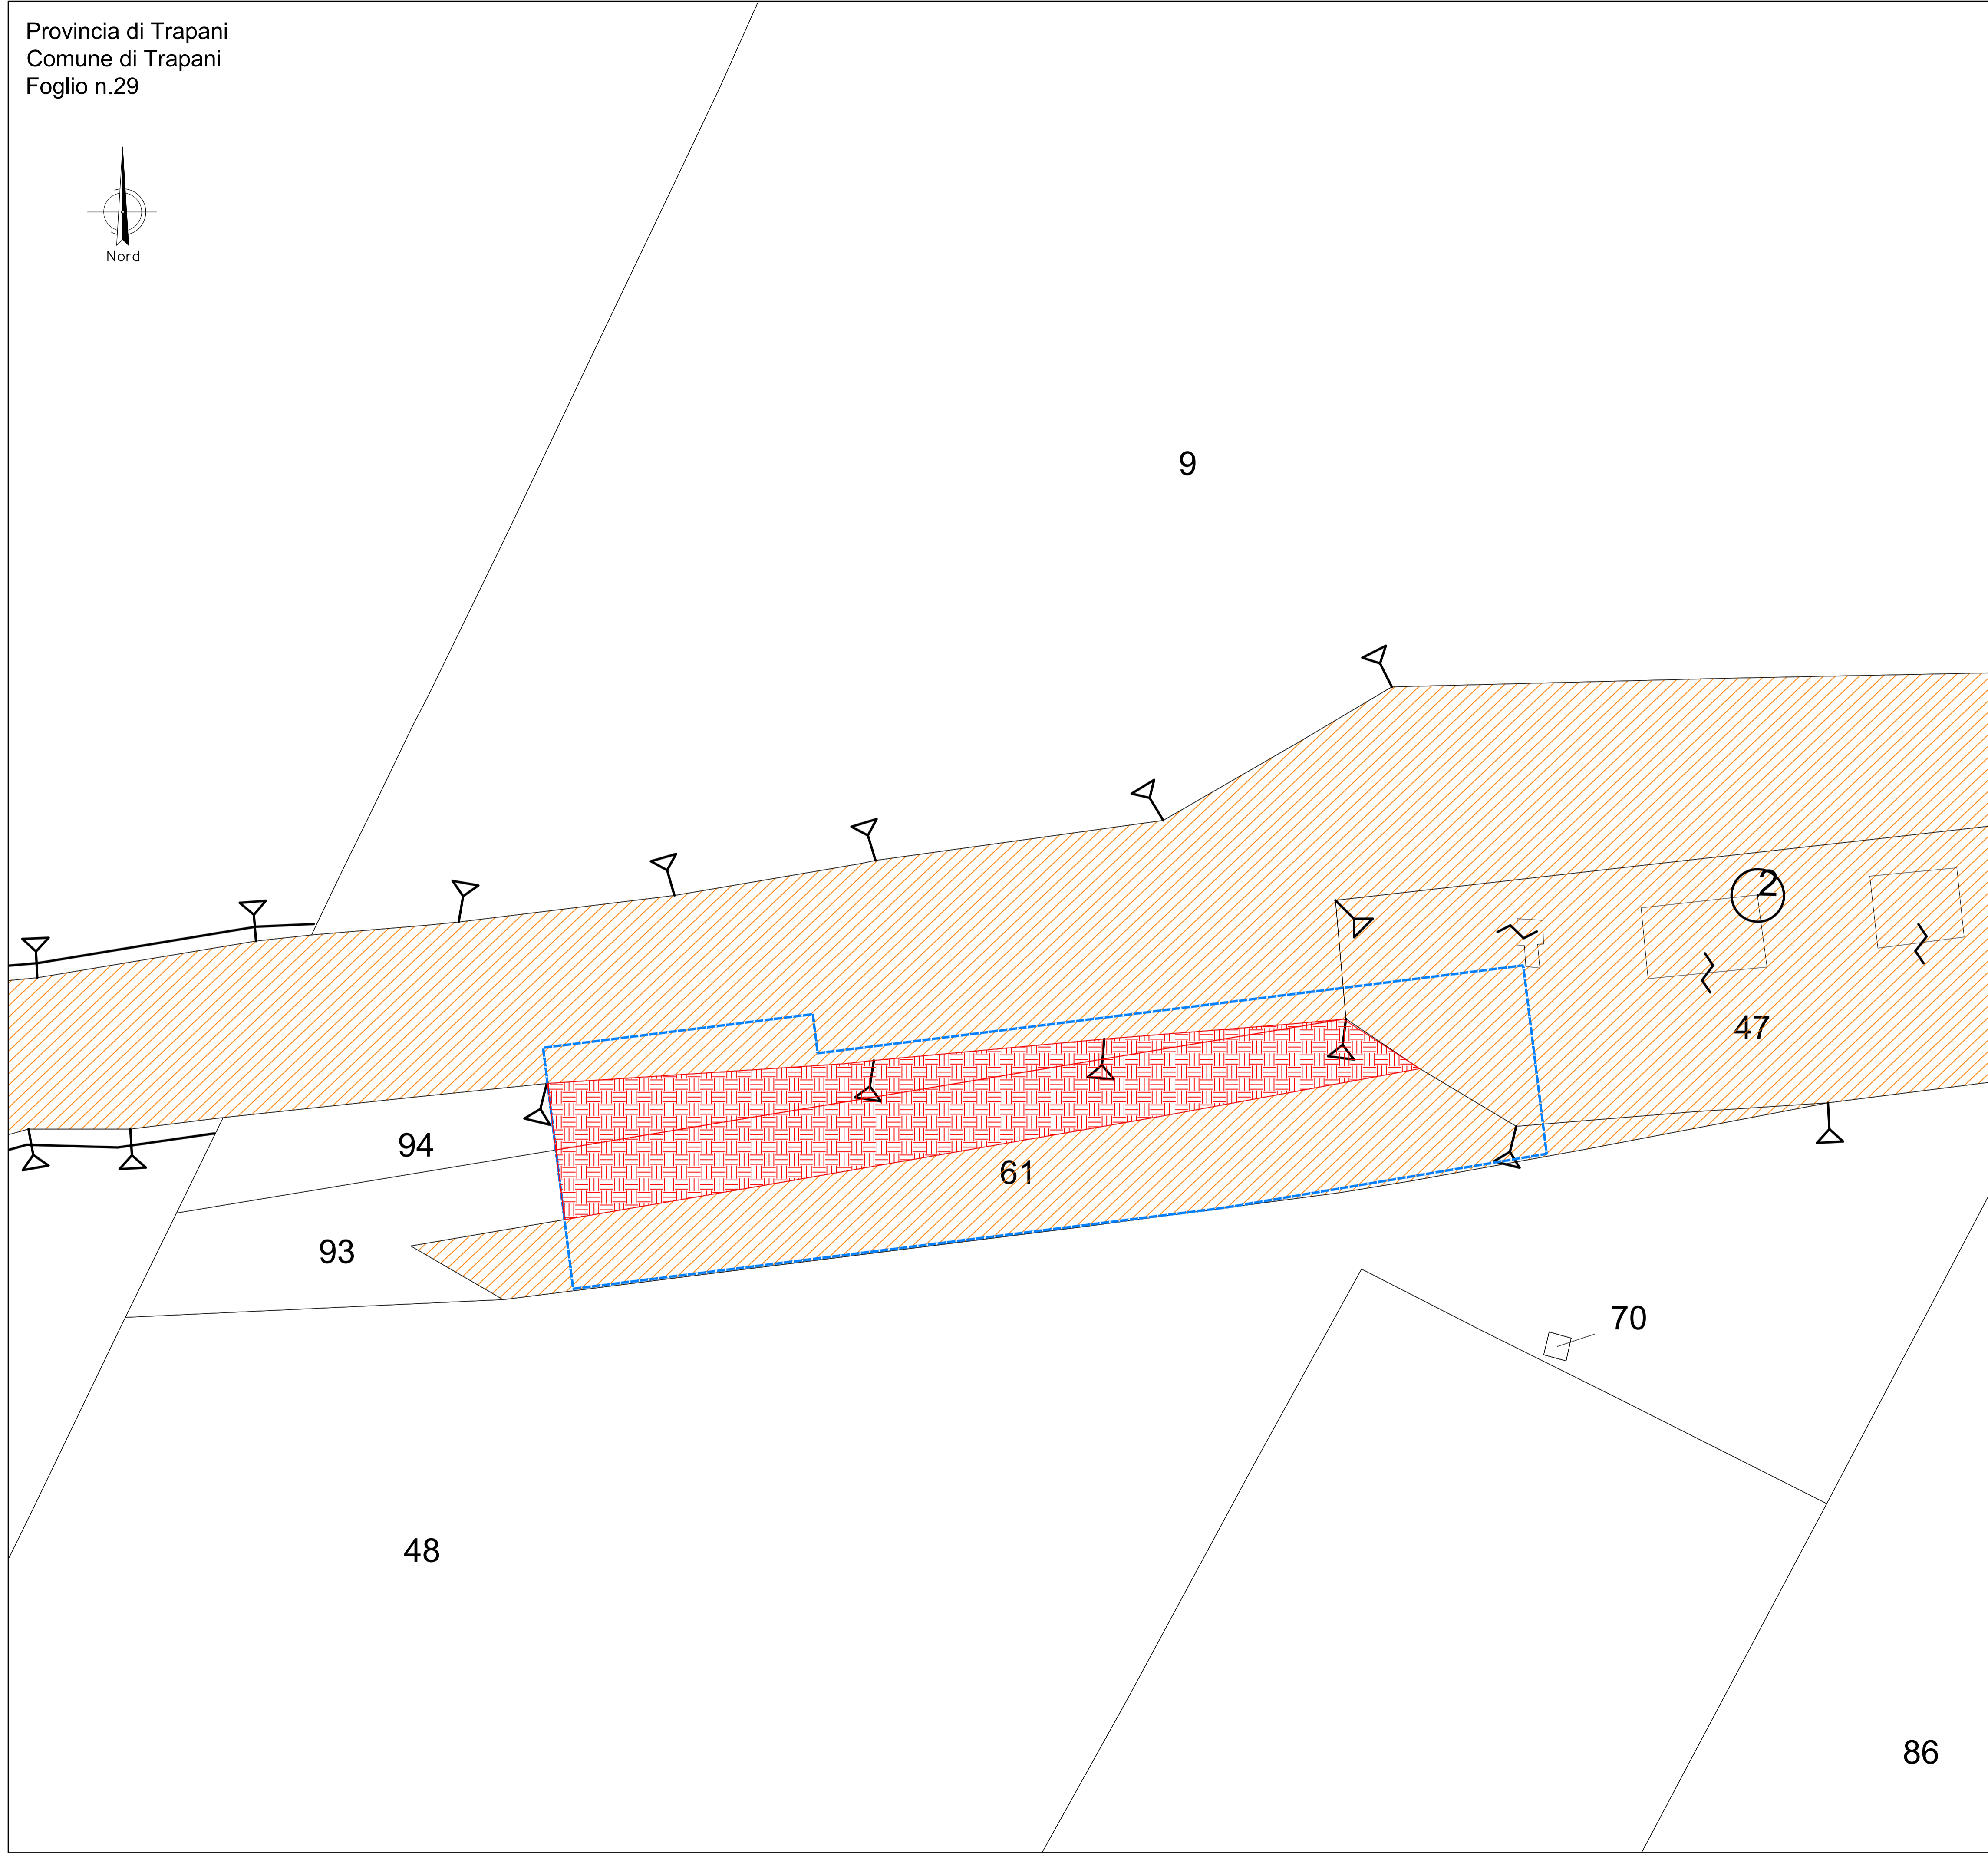 Provincia di Trapani
Comune di Trapani
Foglio n.29
Nord
9
2
47
94
61
93
70
48
86